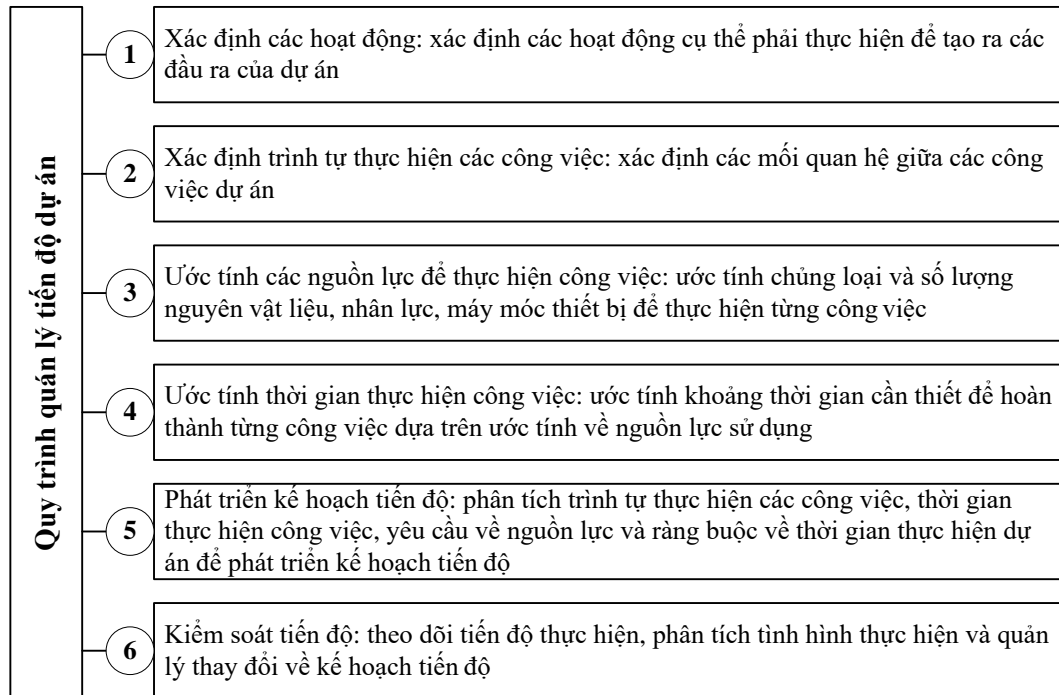 Quy trình quán lý tiến độ dự án
1
Xác định các hoạt động: xác định các hoạt động cụ thể phải thực hiện để tạo ra các
đầu ra của dự án
2
Xác định trình tự thực hiện các công việc: xác định các mối quan hệ giữa các công
việc dự án
3
Ước tính các nguồn lực để thực hiện công việc: ước tính chủng loại và số lượng
nguyên vật liệu, nhân lực, máy móc thiết bị để thực hiện từng công việc
4
Ước tính thời gian thực hiện công việc: ước tính khoảng thời gian cần thiết để hoàn
thành từng công việc dựa trên ước tính về nguồn lực sử dụng
5
Phát triển kế hoạch tiến độ: phân tích trình tự thực hiện các công việc, thời gian
thực hiện công việc, yêu cầu về nguồn lực và ràng buộc về thời gian thực hiện dự
án để phát triển kế hoạch tiến độ
6
Kiểm soát tiến độ: theo dõi tiến độ thực hiện, phân tích tình hình thực hiện và quản
lý thay đổi về kế hoạch tiến độ